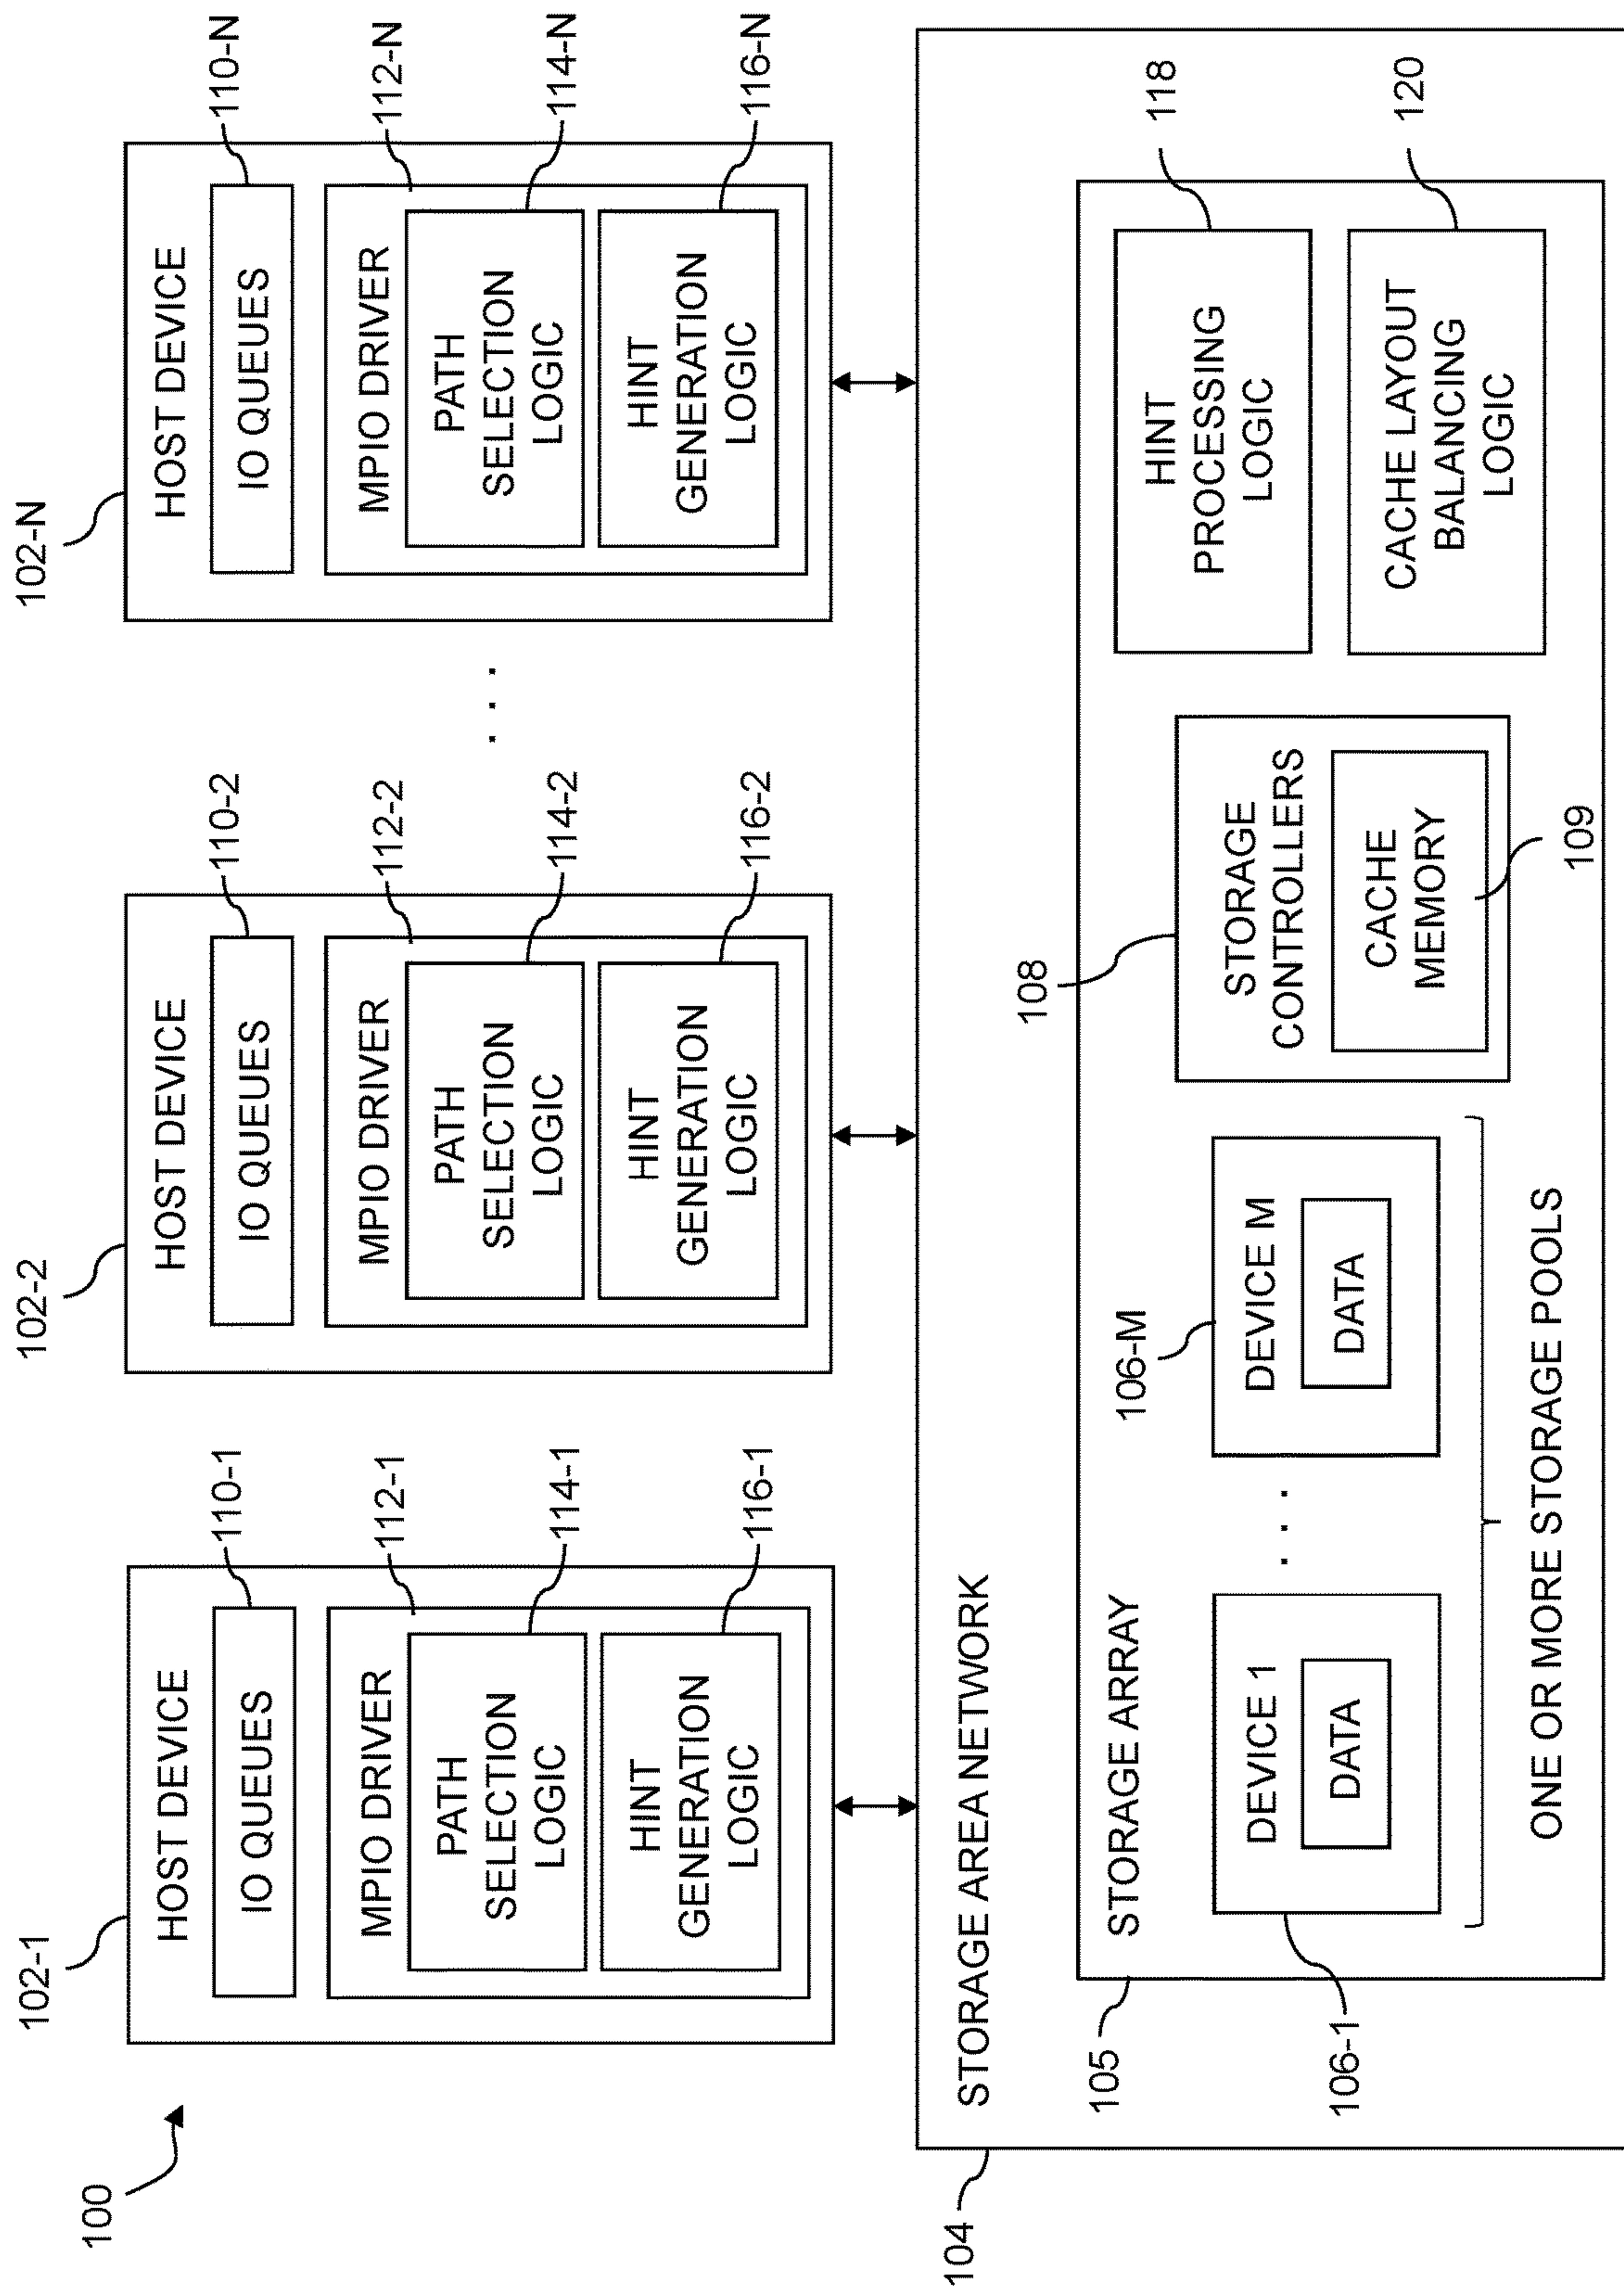 100
102-1
HOST DEVICE
110-1
IO QUEUES
112-1
MPIO DRIVER
114-1
PATH
SELECTION
LOGIC
116-1
HINT
GENERATION
LOGIC
102-2
HOST DEVICE
110-2
IO QUEUES
112-2
MPIO DRIVER
114-2
PATH
SELECTION
LOGIC
116-2
HINT
GENERATION
LOGIC
. . .
102-N
HOST DEVICE
110-N
IO QUEUES
112-N
MPIO DRIVER
114-N
PATH
SELECTION
LOGIC
116-N
HINT
GENERATION
LOGIC
104
STORAGE AREA NETWORK
105
STORAGE ARRAY
106-1
DEVICE 1
DATA
. . .
106-M
DEVICE M
DATA
ONE OR MORE STORAGE POOLS
108
STORAGE
CONTROLLERS
CACHE
MEMORY
109
HINT
PROCESSING
LOGIC
118
CACHE LAYOUT
BALANCING
LOGIC
120